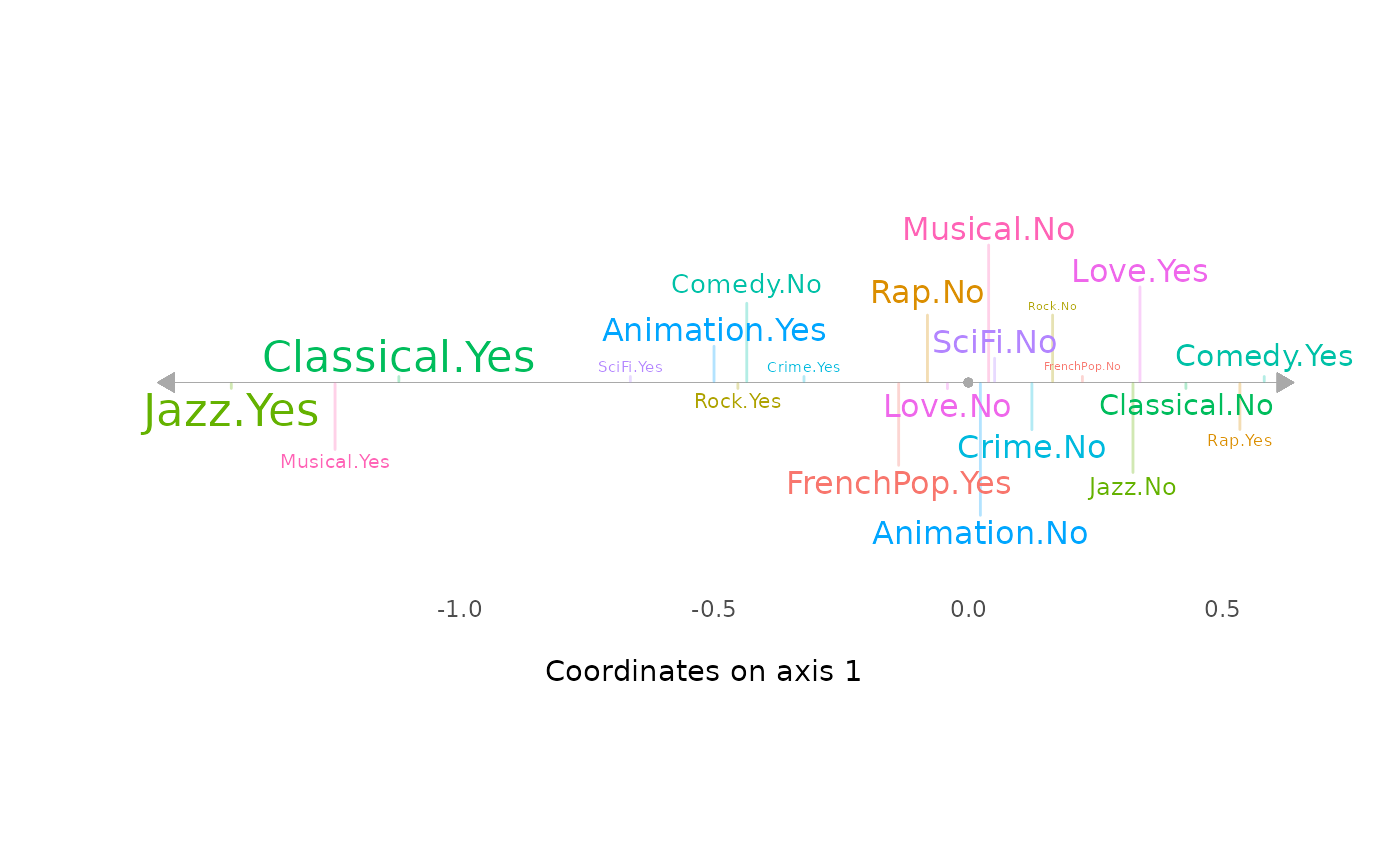 Musical.No
Love.Yes
Comedy.No
Rap.No
Rock.No
Animation.Yes
SciFi.No
Classical.Yes
Comedy.Yes
SciFi.Yes
Crime.Yes
FrenchPop.No
Jazz.Yes
Rock.Yes
Love.No
Classical.No
Rap.Yes
Crime.No
Musical.Yes
FrenchPop.Yes
Jazz.No
Animation.No
-1.0 -0.5 0.0 0.5
Coordinates on axis 1